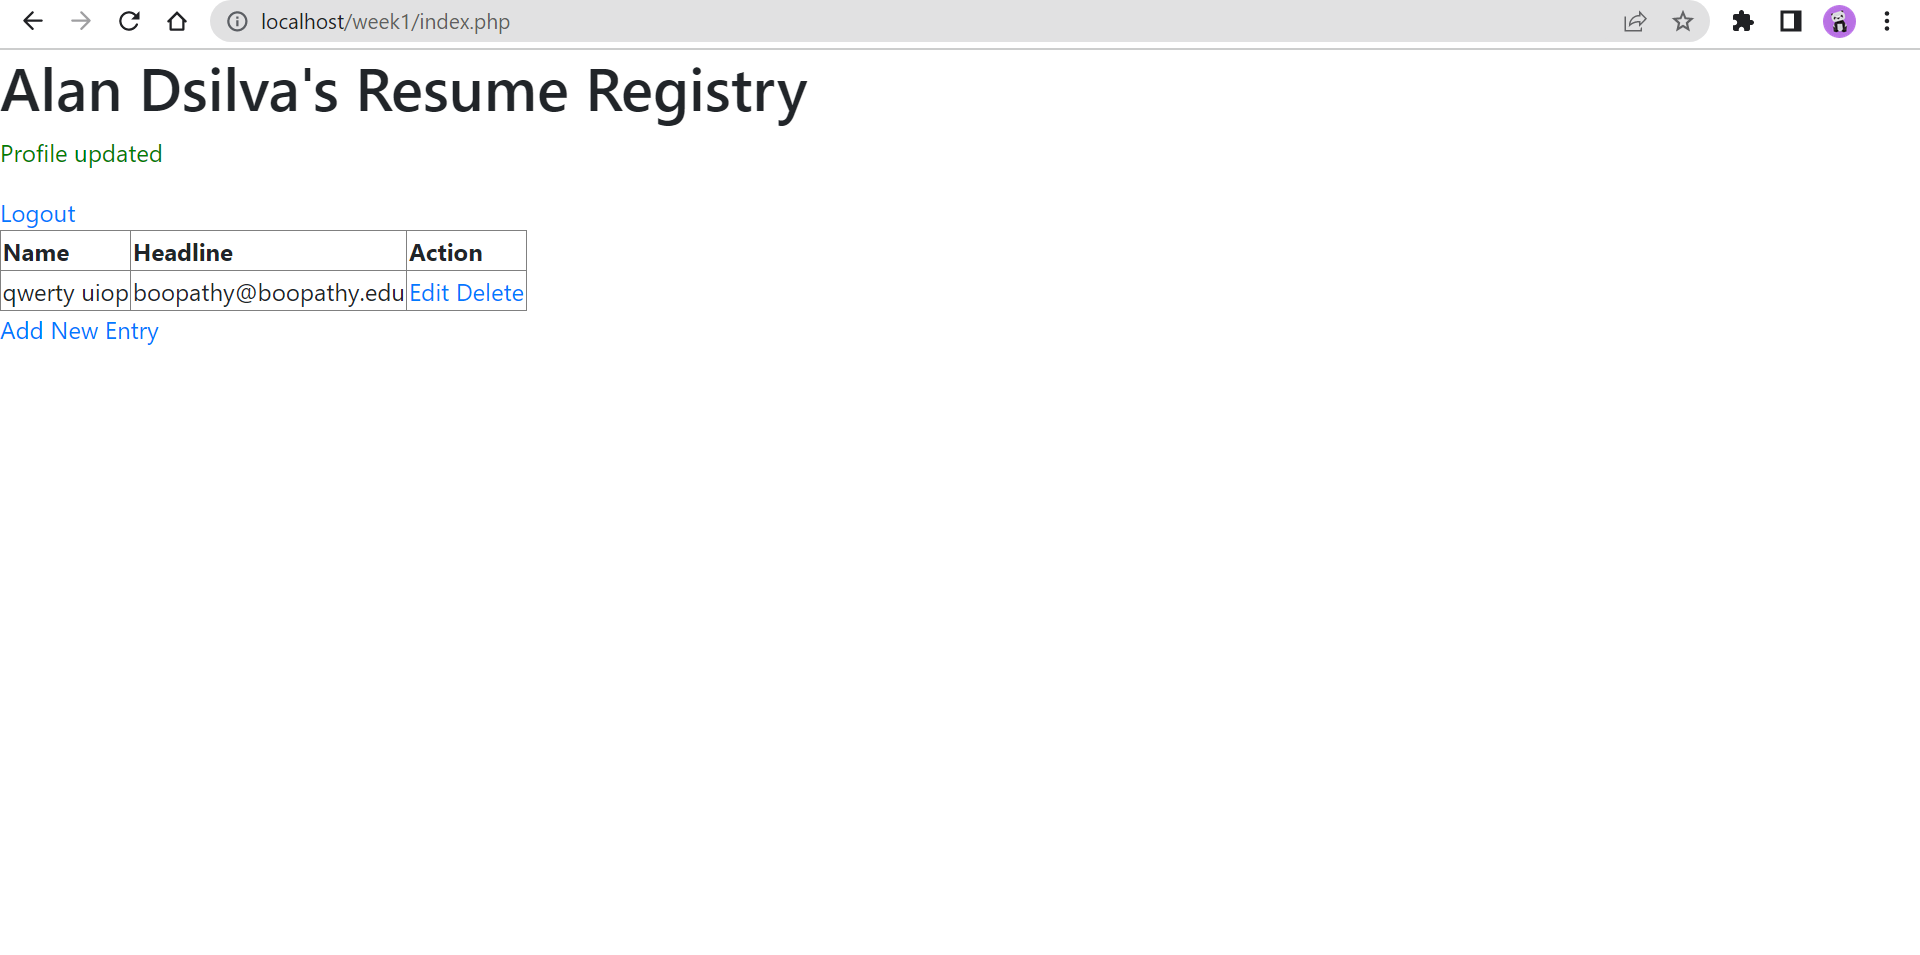 localhost/week1/index.php
Alan Dsilva's Resume Registry
Profile updated
Logout
Name Headline Action
qwerty uiop boopathy@boopathy.edu Edit Delete
Add New Entry